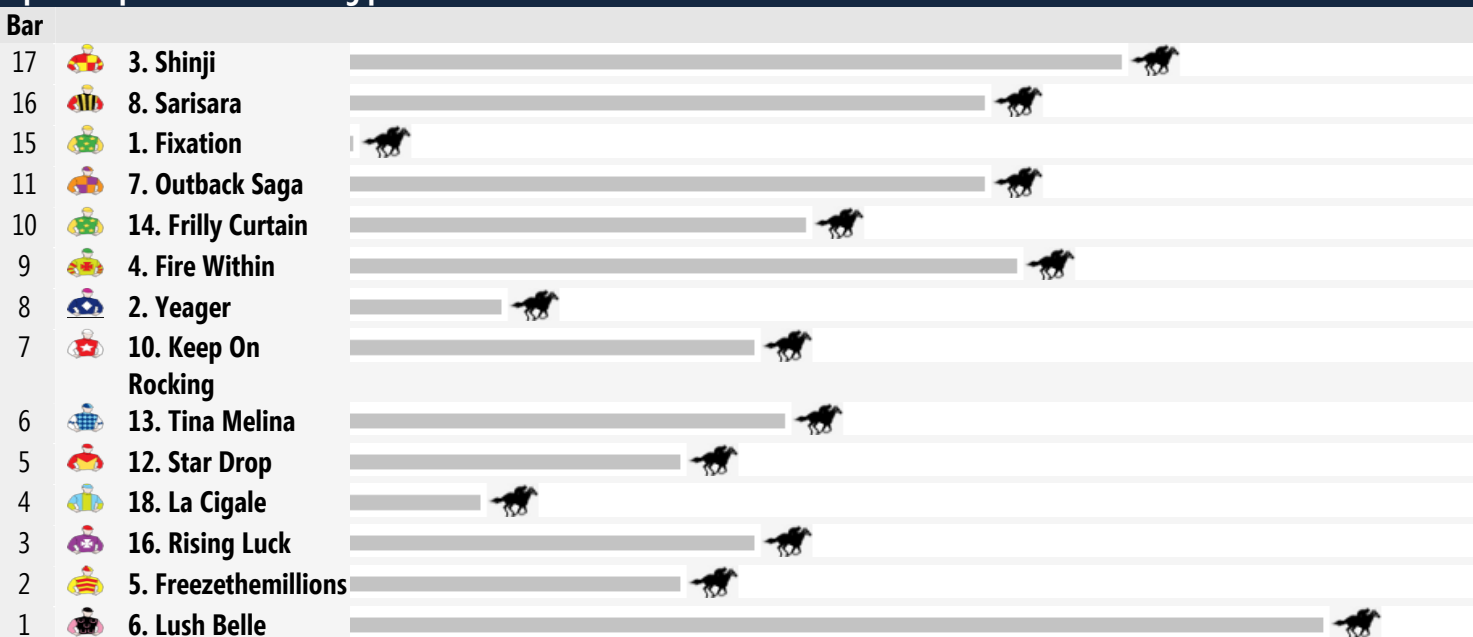 Bar
17 3. Shinji
16 8. Sarisara
15 1. Fixation
11 7. Outback Saga
10 14. Frilly Curtain
9 4. Fire Within
8 2. Yeager
7 10. Keep On
Rocking
6 13. Tina Melina
5 12. Star Drop
4 18. La Cigale
3 16. Rising Luck
2 5. Freezethemillions
1 6. Lush Belle